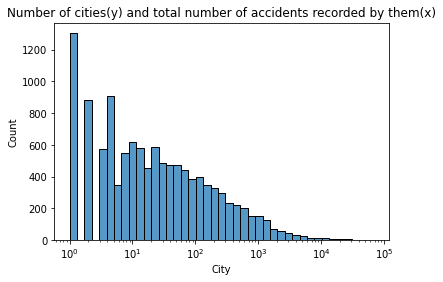 Number of cities(y) and total number of accidents recorded by them(x)
1200
1000
800
600
400
200
0
Count
10⁰ 10¹ 10² 10³ 10⁴ 10⁵
City